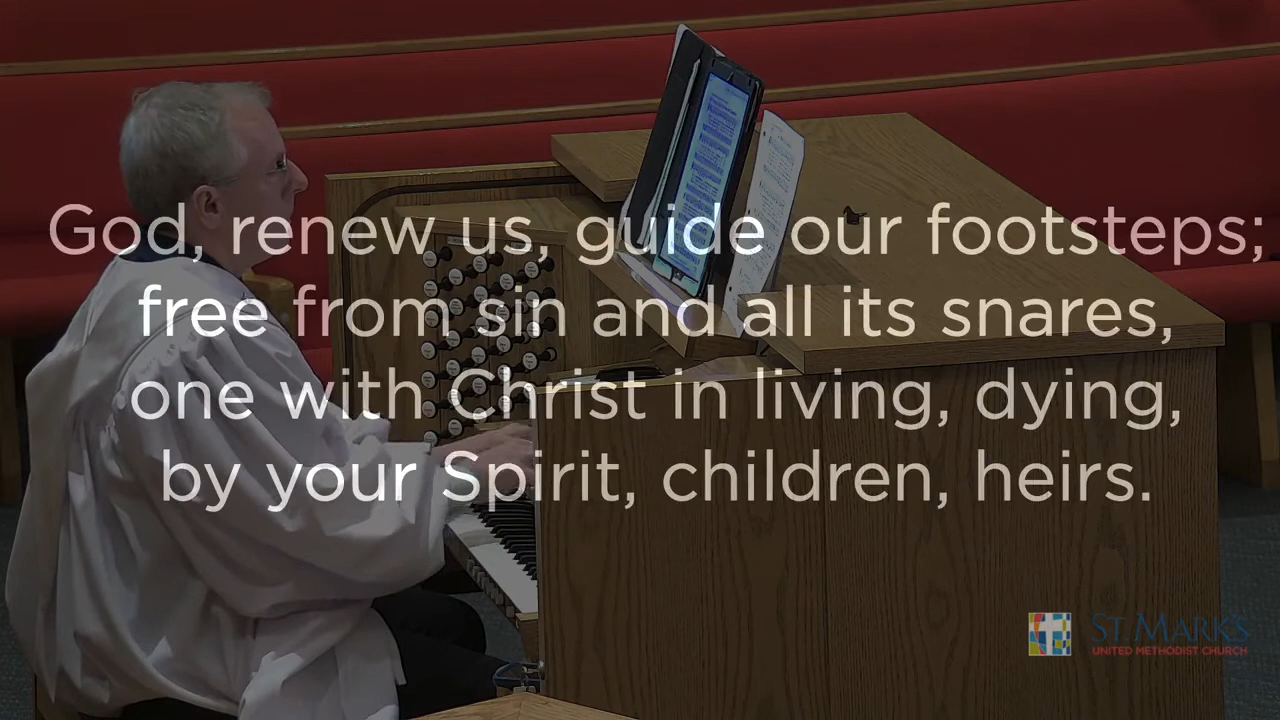 God, renew us, guide our footsteps;
free from sin and all its snares,
one with Christ in living, dying,
by your Spirit, children, heirs.
ST. MARK'S
UNITED METHODIST CHURCH